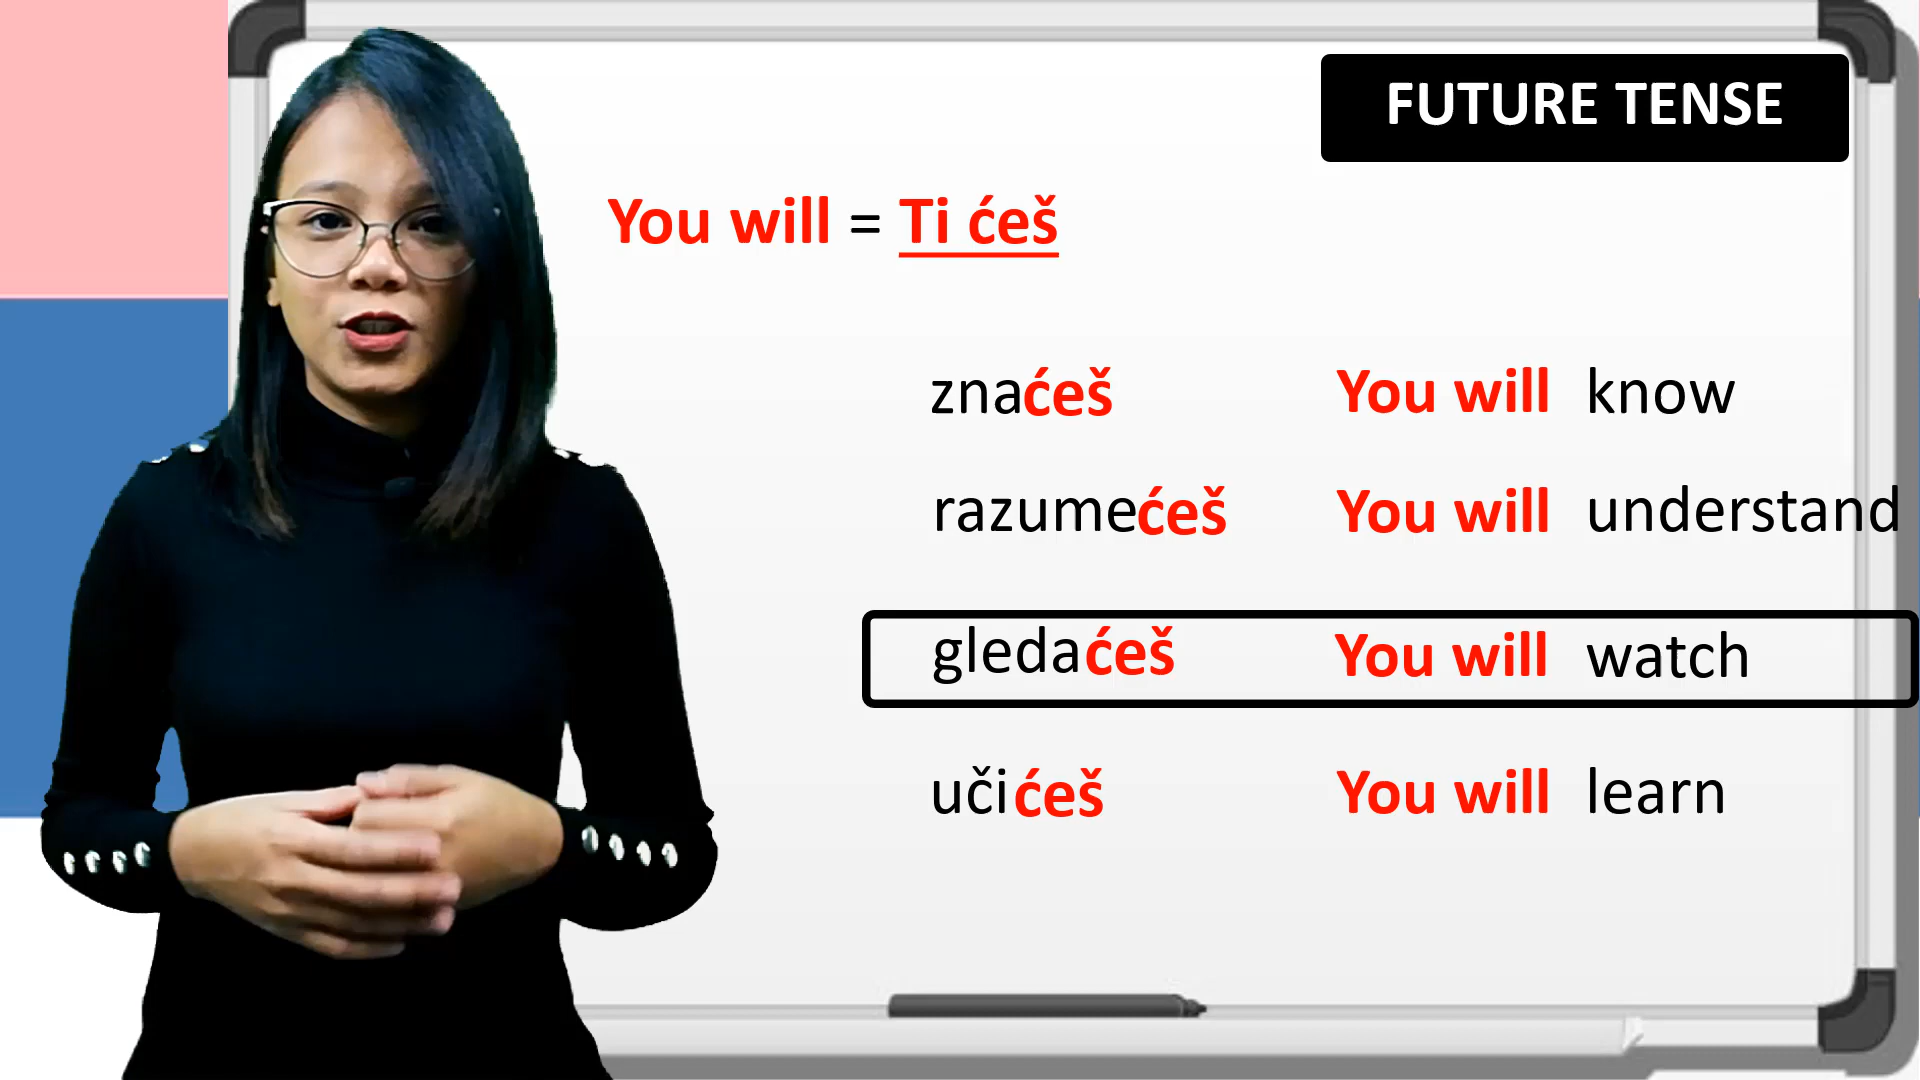 FUTURE TENSE
You will = Ti ćeš
znaćeš You will know
razumećeš You will understand
gledaćeš You will watch
učićeš You will learn